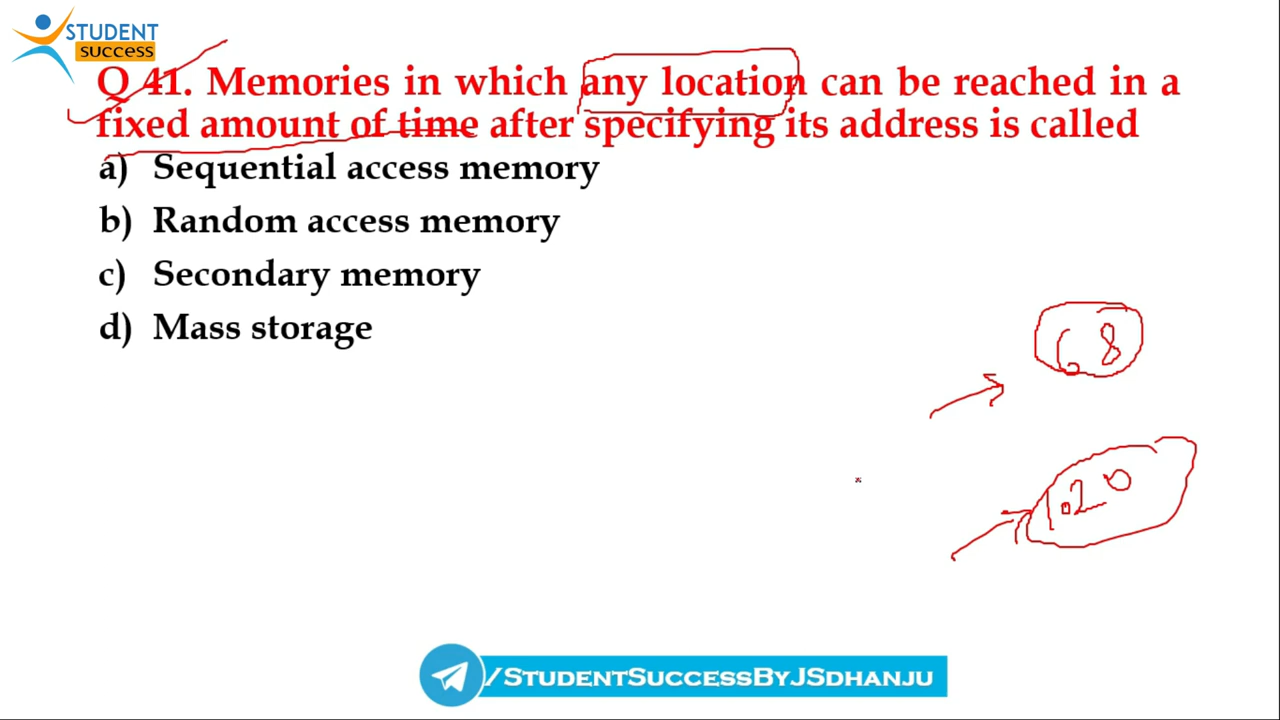 STUDENT
success
Q 41. Memories in which any location can be reached in a
fixed amount of time after specifying its address is called
a) Sequential access memory
b) Random access memory
c) Secondary memory
d) Mass storage
/STUDENTSUCCESSBYJSDHANJU